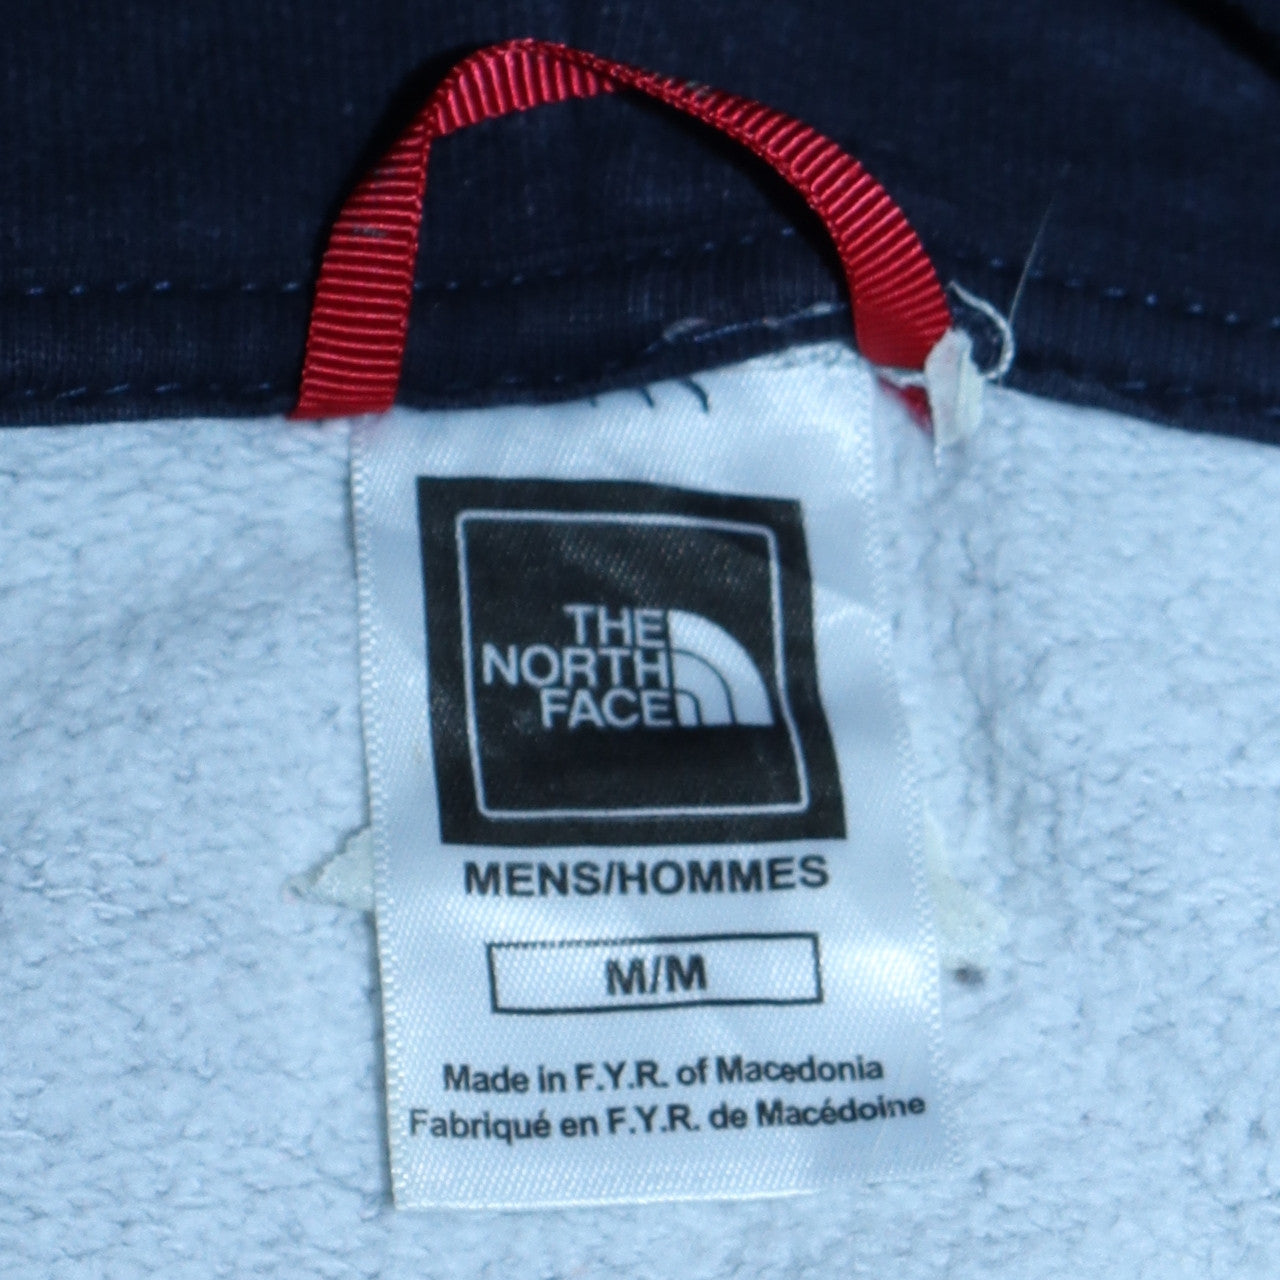 THE
NORTH
FACE
MENS/HOMMES
M/M
Made in F.Y.R. of Macedonia
Fabriqué en F.Y.R. de Macédoine